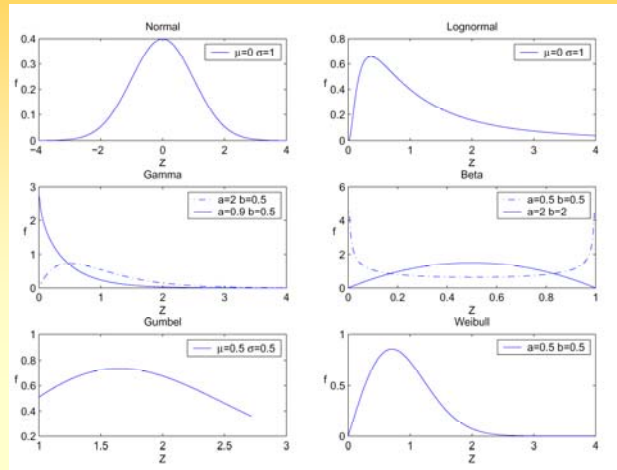 Normal
0.4
0.3
f
0.2
0.1
0
−4
−2
0
2
4
Z
μ=0 σ=1
Lognormal
0.8
0.6
f
0.4
0.2
0
0
1
2
3
4
Z
μ=0 σ=1
Gamma
3
2
f
1
0
0
1
2
3
4
Z
a=2 b=0.5
a=0.9 b=0.5
Beta
6
4
f
2
0
0
0.2
0.4
0.6
0.8
1
Z
a=0.5 b=0.5
a=2 b=2
Gumbel
1
0.8
f
0.6
0.4
0.2
1
1.5
2
2.5
3
Z
μ=0.5 σ=0.5
Weibull
1
f
0.5
0
0
1
2
3
4
Z
a=0.5 b=0.5